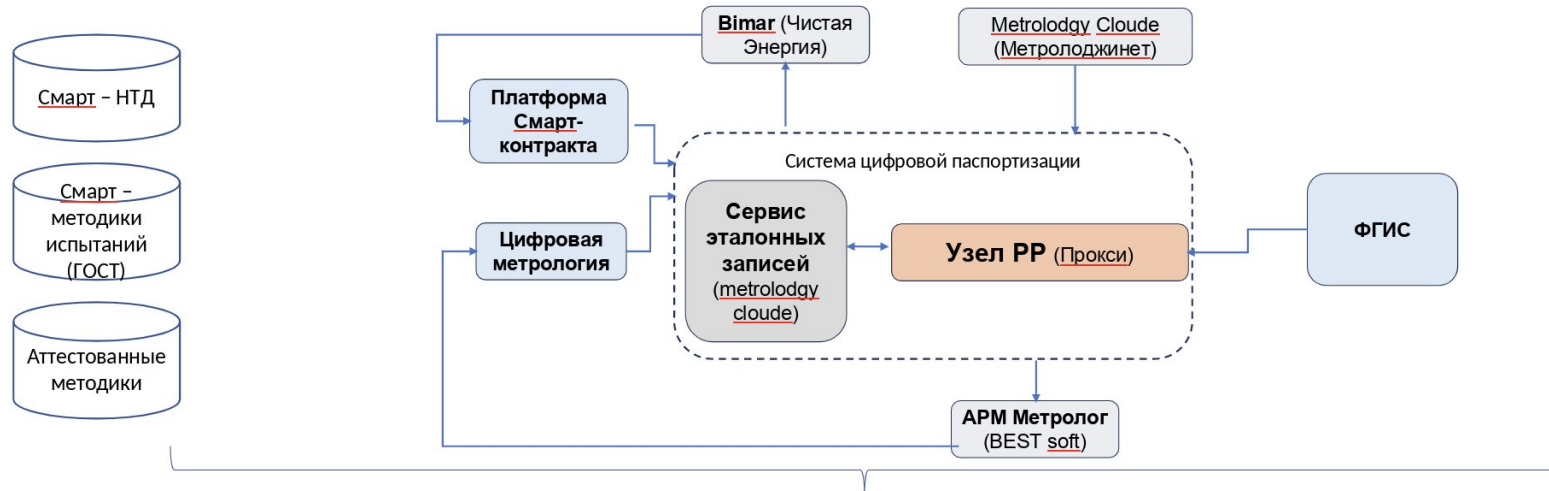 Смарт – НТД
Смарт –
методики
испытаний
(ГОСТ)
Аттестованные
методики
Bimar (Чистая
Энергия)
Metrolodgy Cloude
(Метролоджинет)
Платформа
Смарт-
контракта
Цифровая
метрология
Система цифровой паспортизации
Сервис
эталонных
записей
(metrolodgy
cloude)
Узел РР (Прокси)
ФГИС
АРМ Метролог
(BEST soft)